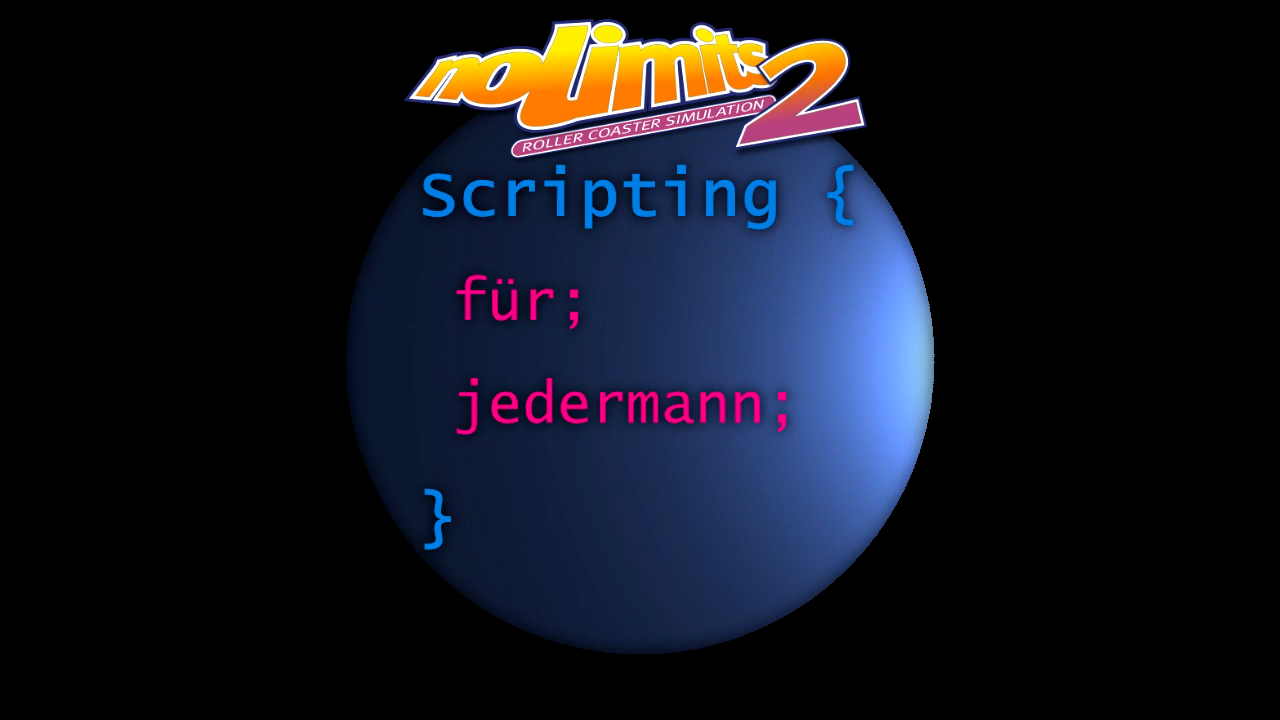 noLimits 2
ROLLER COASTER SIMULATION
Scripting {
für;
jedermann;
}